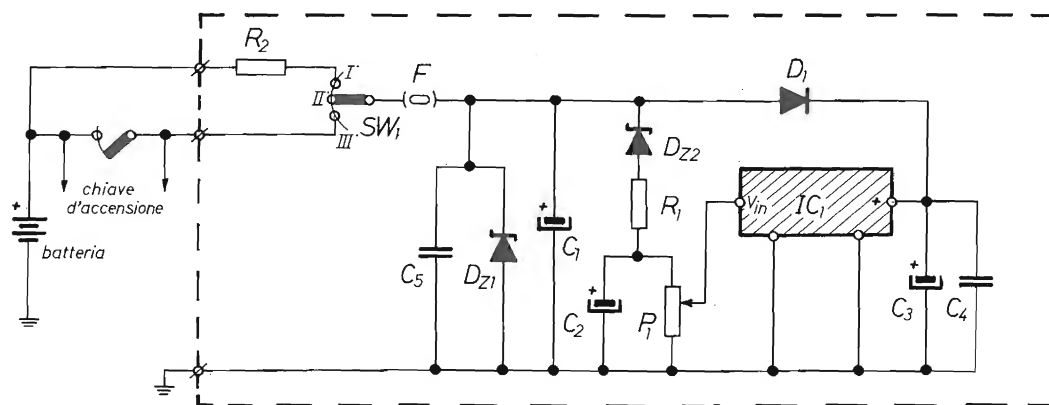 R2
I
II
III
SW1
F
D1
DZ2
R1
Vin
IC1
+
chiave
d'accensione
+
batteria
C5
DZ1
+
C1
+
C2
P1
+
C3
C4